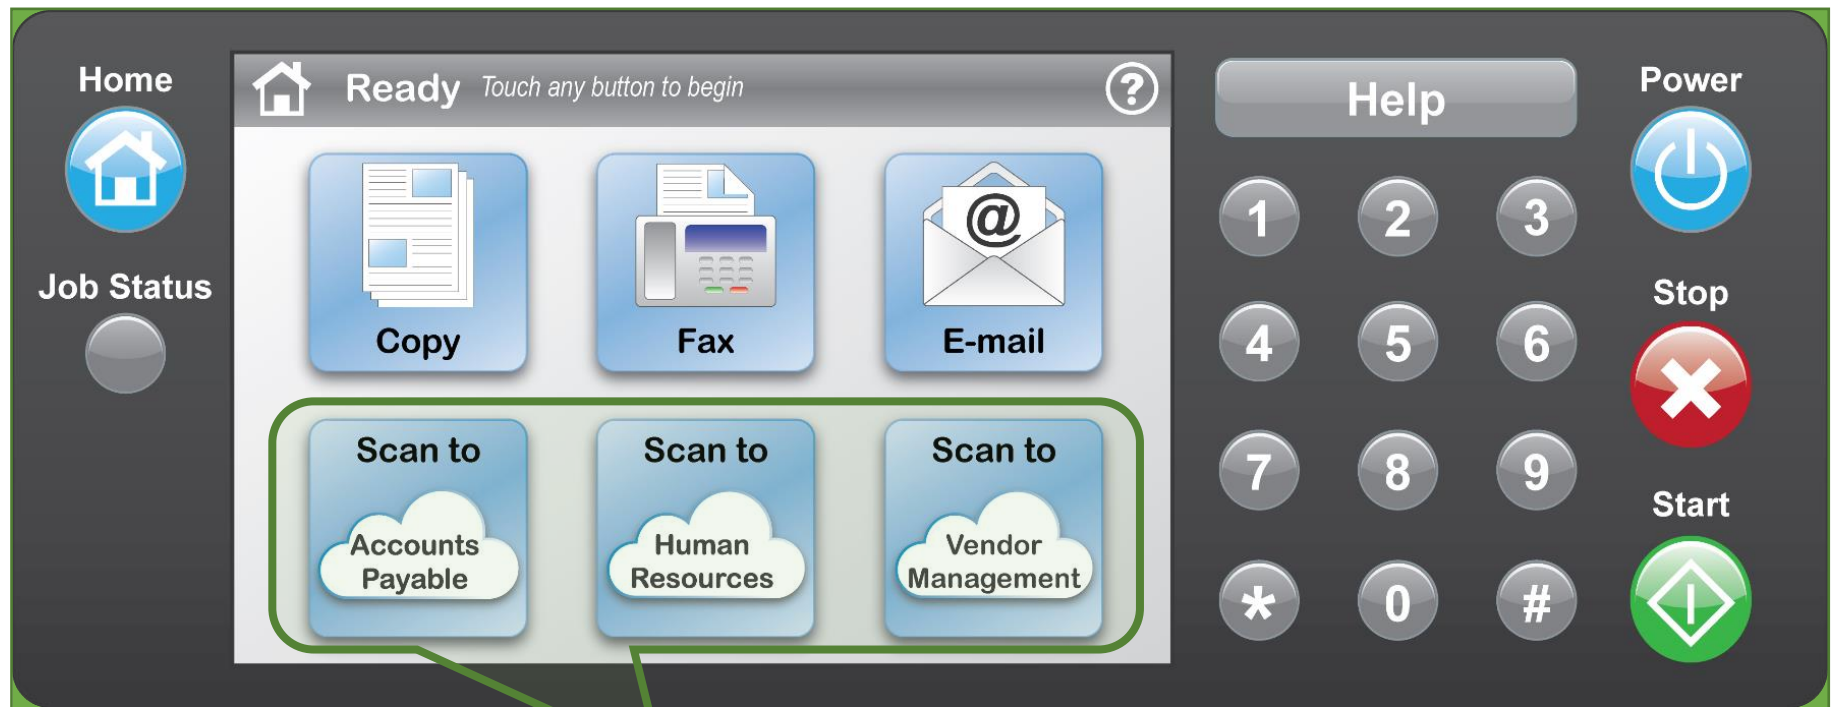 Home
Job Status
Ready Touch any button to begin ?
Copy
Fax
@
E-mail
Scan to
Accounts
Payable
Scan to
Human
Resources
Scan to
Vendor
Management
Help
1 2 3
4 5 6
7 8 9
* 0 #
Power
Stop
Start